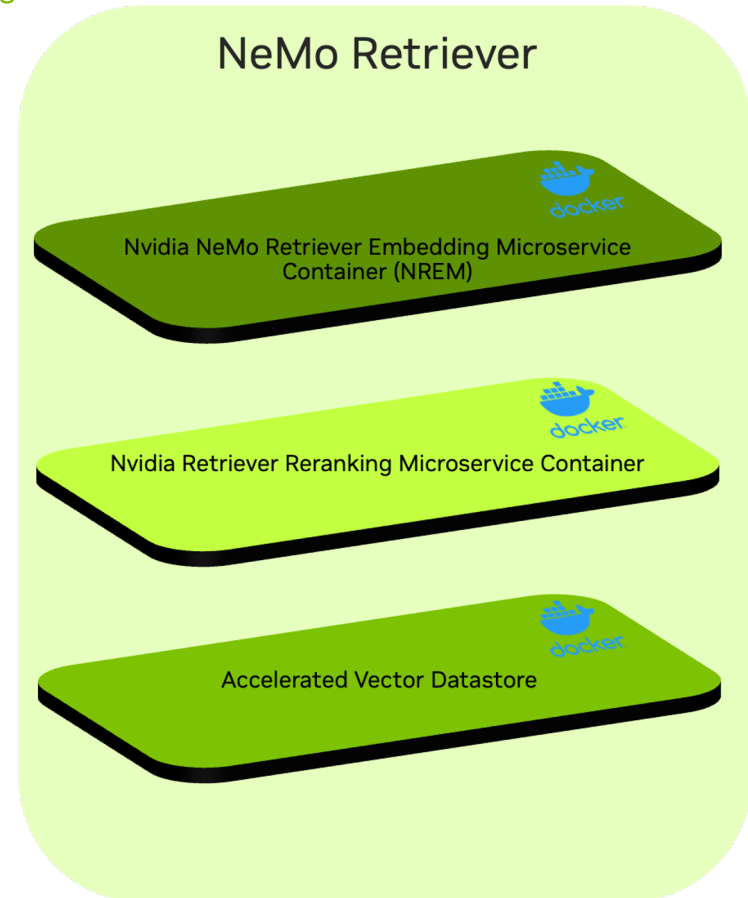 NeMo Retriever
docker
Nvidia NeMo Retriever Embedding Microservice
Container (NREM)
docker
Nvidia Retriever Reranking Microservice Container
docker
Accelerated Vector Datastore